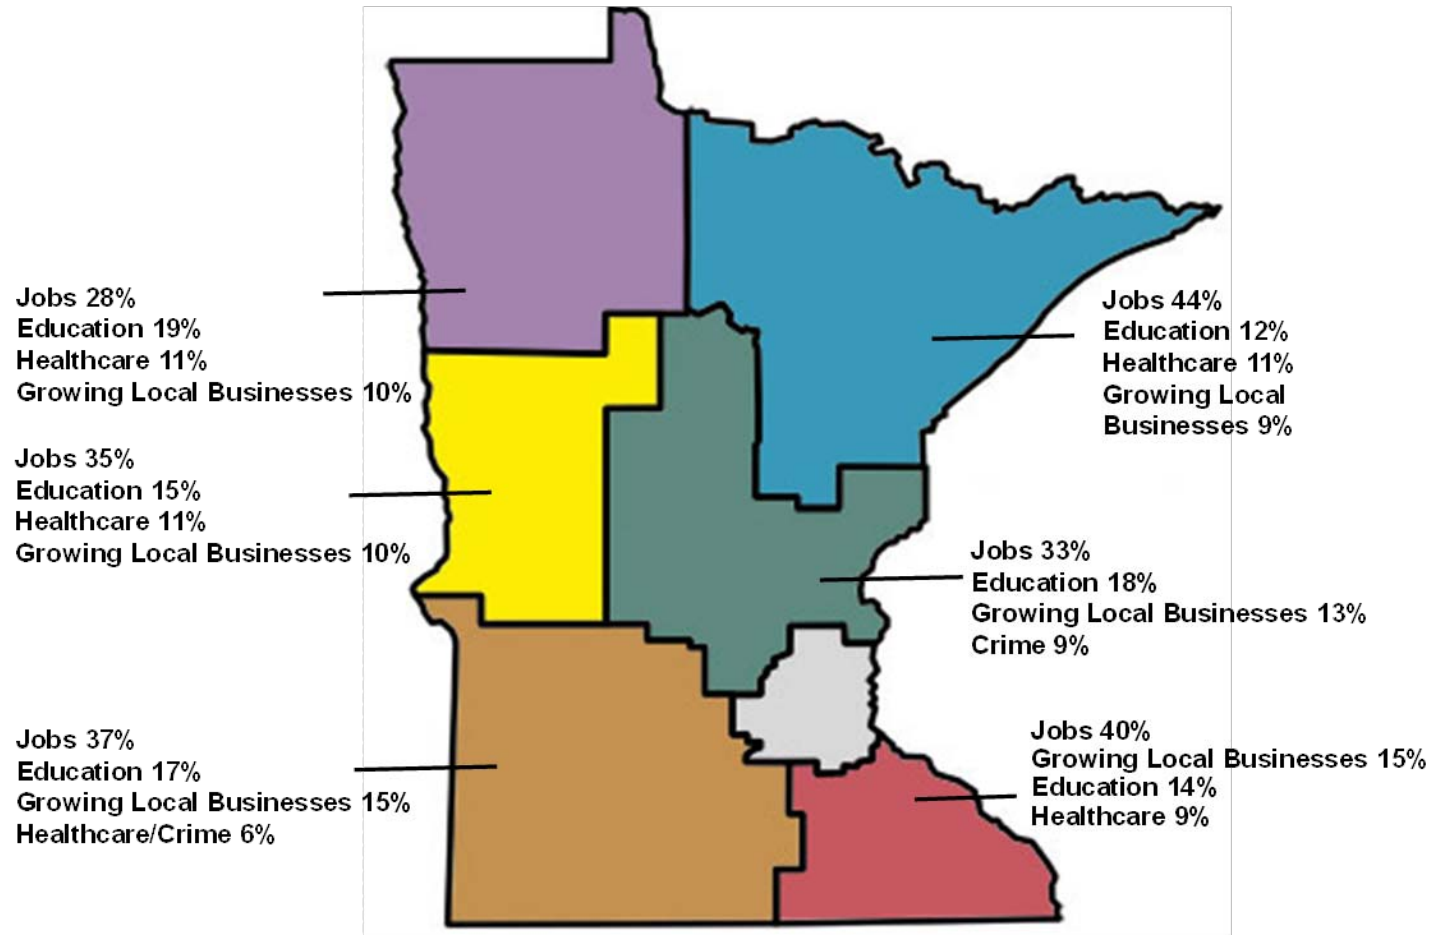 Jobs 28%
Education 19%
Healthcare 11%
Growing Local Businesses 10%
Jobs 35%
Education 15%
Healthcare 11%
Growing Local Businesses 10%
Jobs 37%
Education 17%
Growing Local Businesses 15%
Healthcare/Crime 6%
Jobs 44%
Education 12%
Healthcare 11%
Growing Local
Businesses 9%
Jobs 33%
Education 18%
Growing Local Businesses 13%
Crime 9%
Jobs 40%
Growing Local Businesses 15%
Education 14%
Healthcare 9%